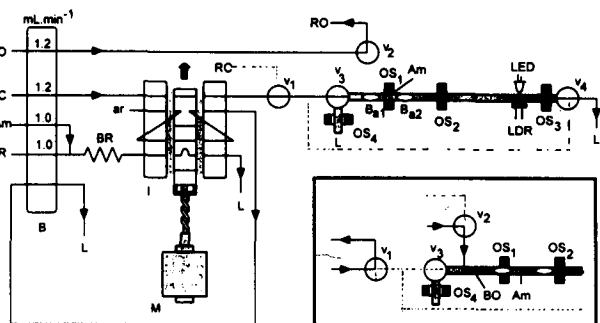 mL.min⁻¹
RO
O
1.2
v₂
RC
v₁
v₃
OS₁
Am
LED
v₄
C
1.2
ar
Bₐ₁
Bₐ₂
OS₂
OS₃
Am
1.0
OS₄
L
LDR
L
R
1.0
BR
I
L
L
B
M
v₂
v₁
v₃
OS₁
OS₂
OS₄
BO
Am